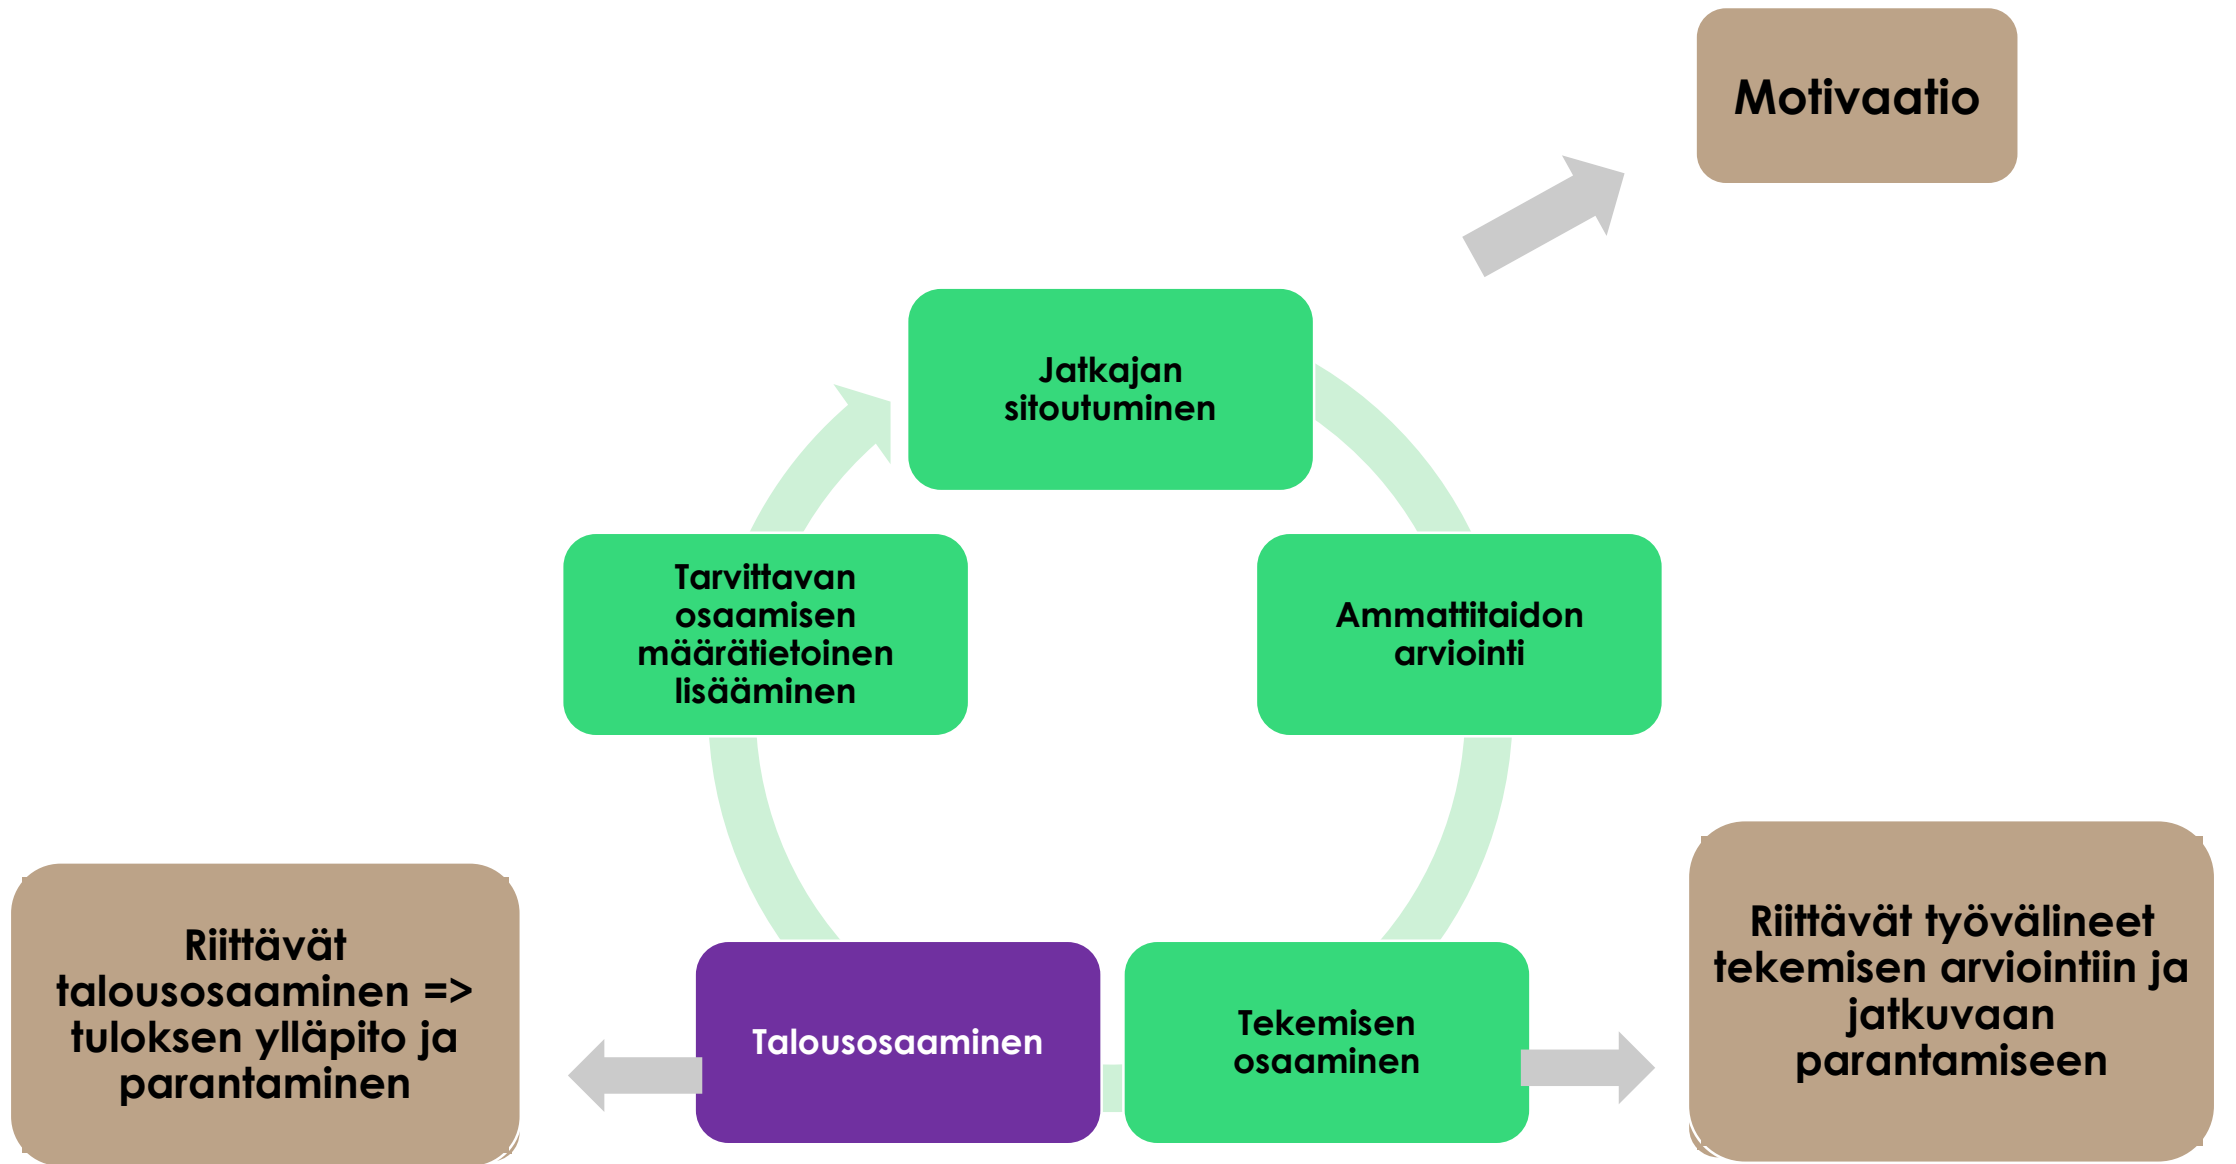 Motivaatio
Jatkajan
sitoutuminen
Tarvittavan
osaamisen
määrätietoinen
lisääminen
Ammattitaidon
arviointi
Riittävät
talousosaaminen =>
tuloksen ylläpito ja
parantaminen
Talousosaaminen
Tekemisen
osaaminen
Riittävät työvälineet
tekemisen arviointiin ja
jatkuvaan
parantamiseen